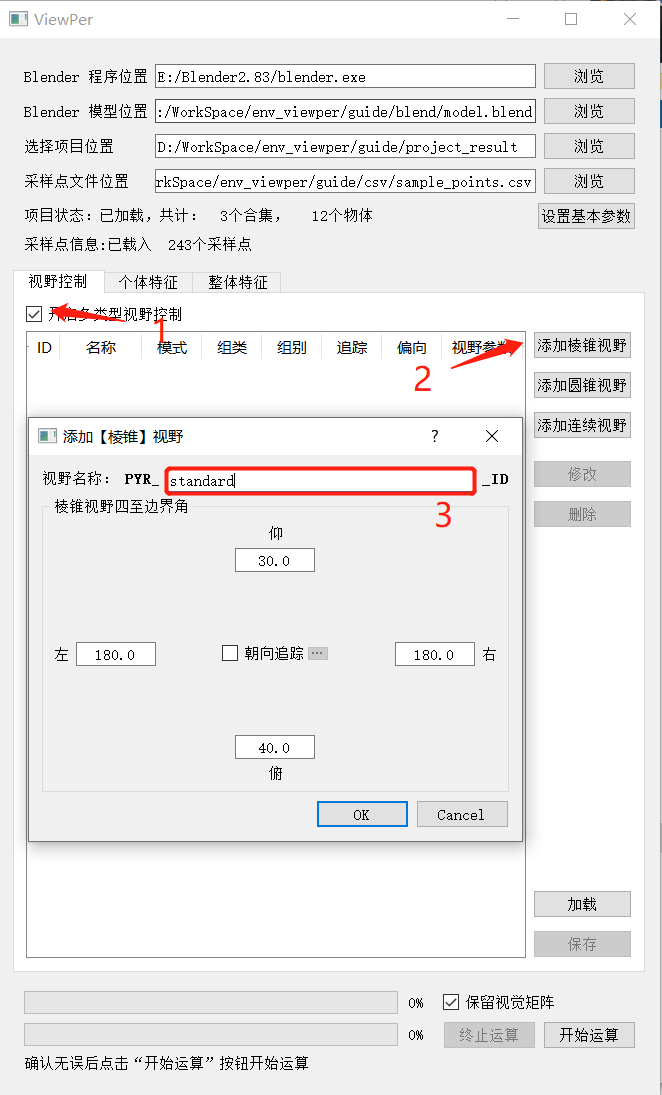 ViewPer
Blender 程序位置 E:/Blender2.83/blender.exe 浏览
Blender 模型位置 :/WorkSpace/env_viewper/guide/blend/model.blend 浏览
选择项目位置 D:/WorkSpace/env_viewper/guide/project_result 浏览
采样点文件位置 rkSpace/env_viewper/guide/csv/sample_points.csv 浏览
项目状态：已加载，共计： 3个合集， 12个物体 设置基本参数
采样点信息:已载入 243个采样点
视野控制 个体特征 整体特征
开启多类型视野控制
1
ID 名称 模式 组类 组别 追踪 偏向 视野参数 添加棱锥视野
2
添加圆锥视野
添加连续视野
添加【棱锥】视野 ?
视野名称： PYR_ standard _ID
修改
3
棱锥视野四至边界角
删除
仰
30.0
左 180.0 朝向追踪 ... 180.0 右
40.0
俯
OK Cancel
加载
保存
0% 保留视觉矩阵
0% 终止运算 开始运算
确认无误后点击“开始运算”按钮开始运算